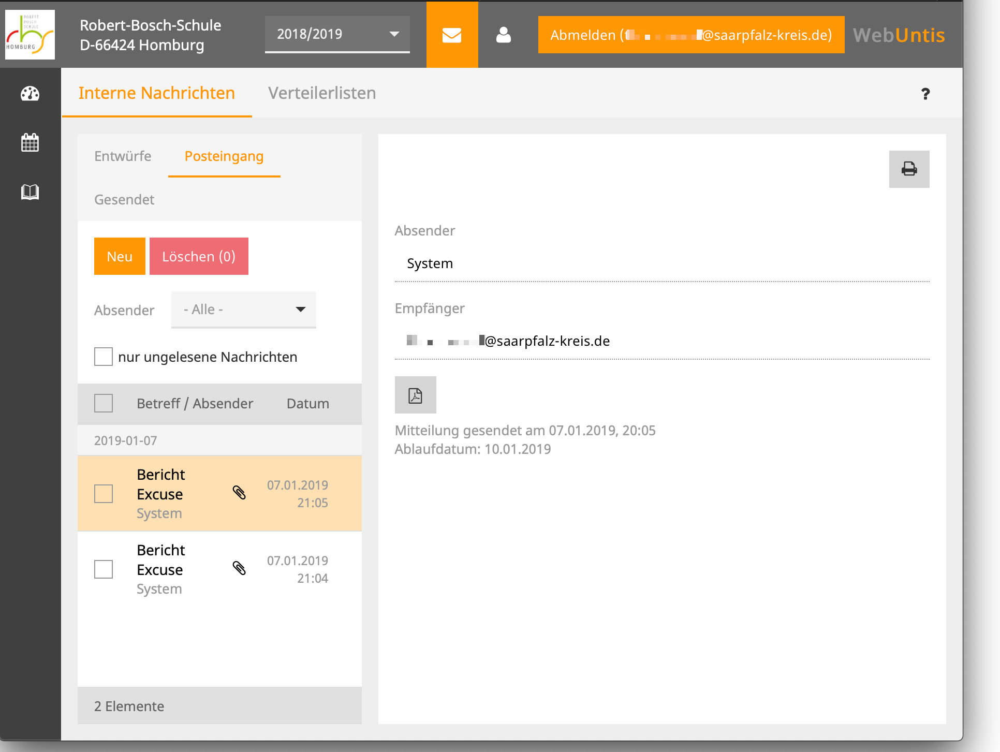 ROBERT
BOSCH
SCHULE
HOMBURG
Robert-Bosch-Schule
D-66424 Homburg
2018/2019
Abmelden (
@saarpfalz-kreis.de)
WebUntis
Interne Nachrichten
Verteilerlisten
?
Entwürfe
Posteingang
Gesendet
Neu
Löschen (0)
Absender
- Alle -
nur ungelesene Nachrichten
Betreff / Absender
Datum
2019-01-07
Bericht
Excuse
System
07.01.2019
21:05
Bericht
Excuse
System
07.01.2019
21:04
2 Elemente
Absender
System
Empfänger
@saarpfalz-kreis.de
Mitteilung gesendet am 07.01.2019, 20:05
Ablaufdatum: 10.01.2019